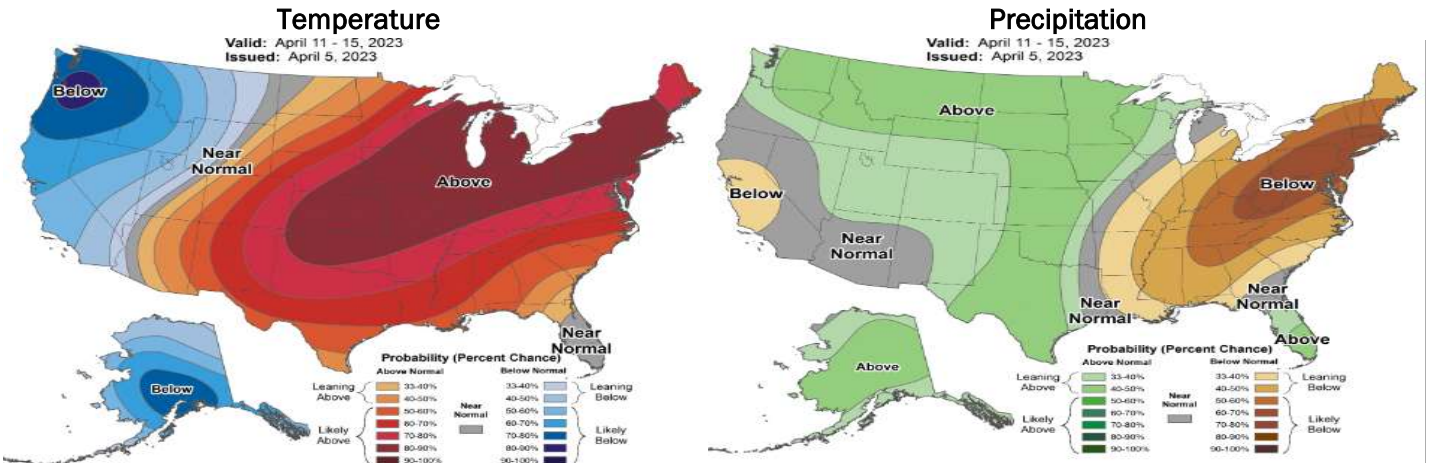 Temperature
Valid: April 11 - 15, 2023
Issued: April 5, 2023
Below
Near
Normal
Above
Near
Normal
Below
Probability (Percent Chance)
Above Normal Below Normal
Leaning
Above
33-40%
40-50%
50-60%
60-70%
70-80%
80-90%
90-100%
Likely
Above
Near
Normal
33-40%
40-50%
50-60%
60-70%
70-80%
80-90%
90-100%
Leaning
Below
Likely
Below
Precipitation
Valid: April 11 - 15, 2023
Issued: April 5, 2023
Above
Below
Near
Normal
Below
Near
Normal
Near
Normal
Above
Above
Probability (Percent Chance)
Above Normal Below Normal
Leaning
Above
33-40%
40-50%
50-60%
60-70%
70-80%
80-90%
90-100%
Likely
Above
Near
Normal
33-40%
40-50%
50-60%
60-70%
70-80%
80-90%
90-100%
Leaning
Below
Likely
Below